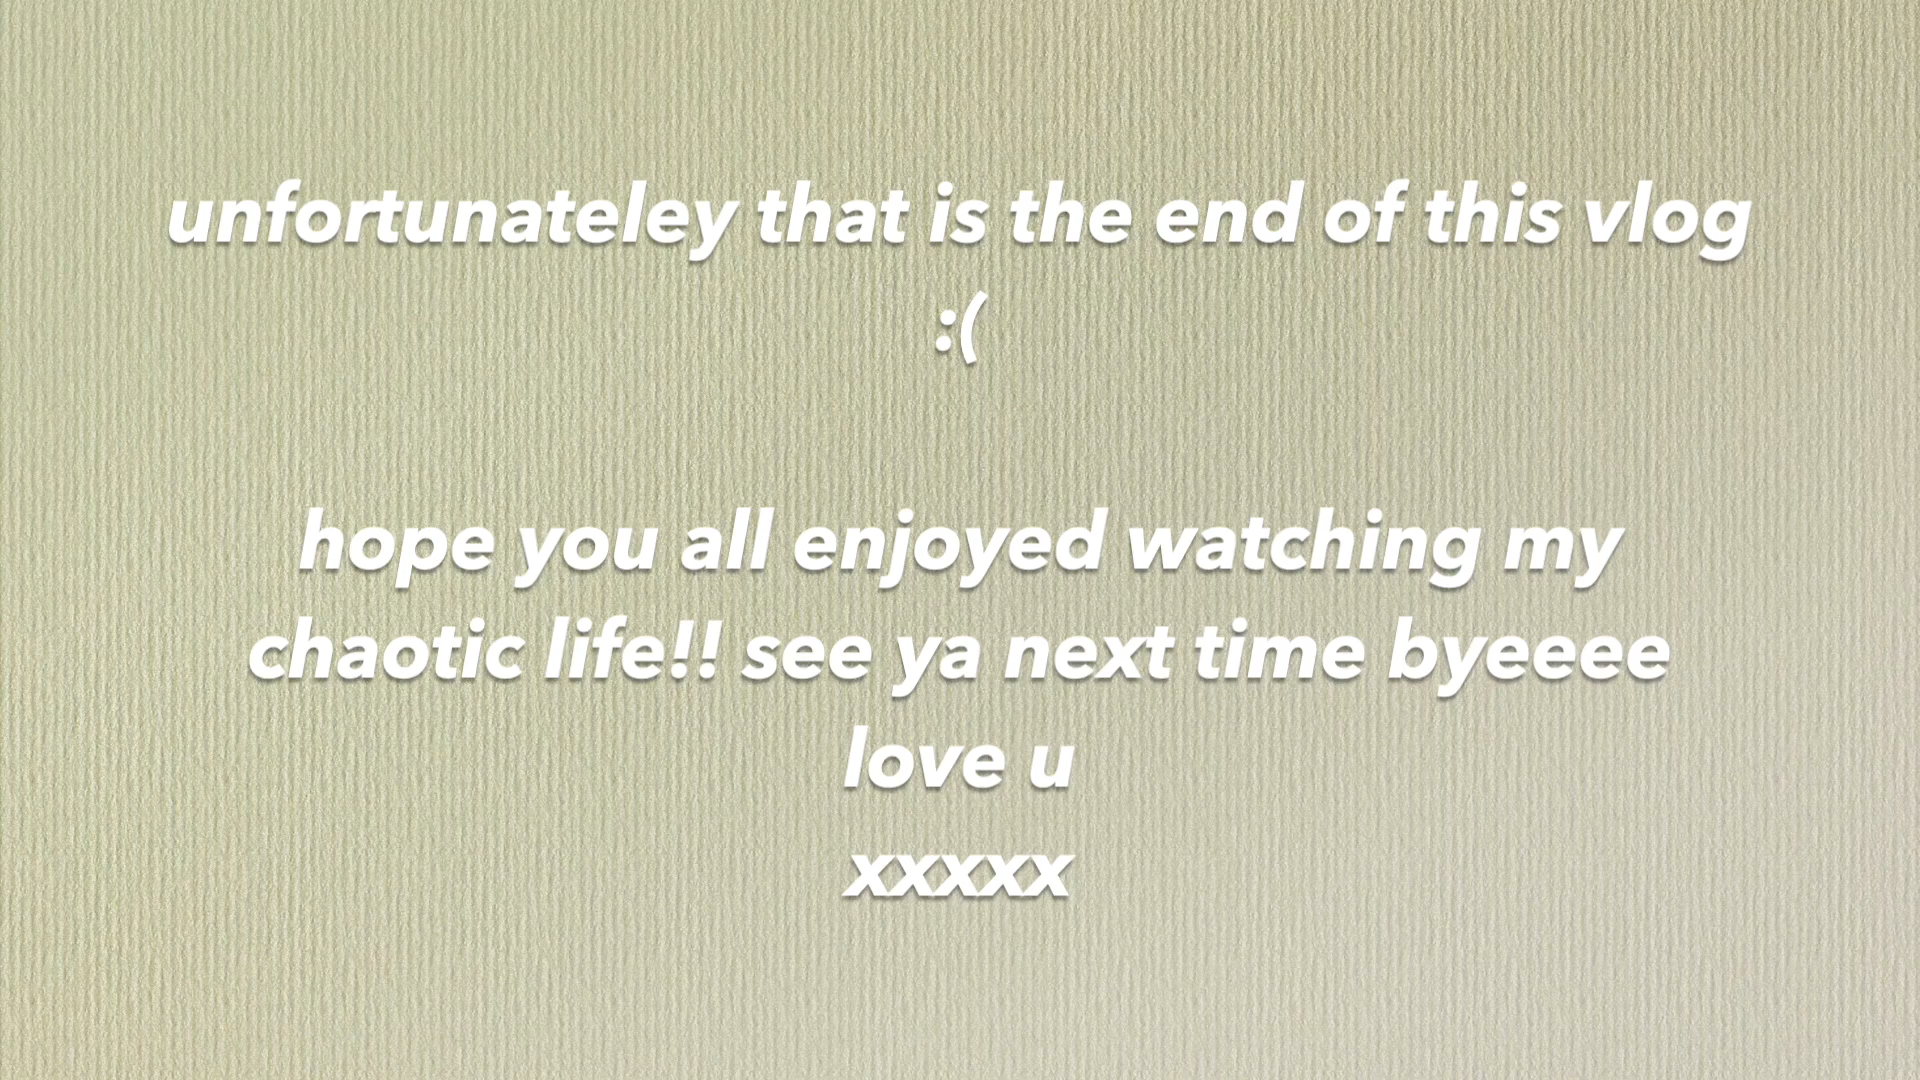 unfortunateley that is the end of this vlog
:(
hope you all enjoyed watching my
chaotic life!! see ya next time byeeee
love u
xxxxx